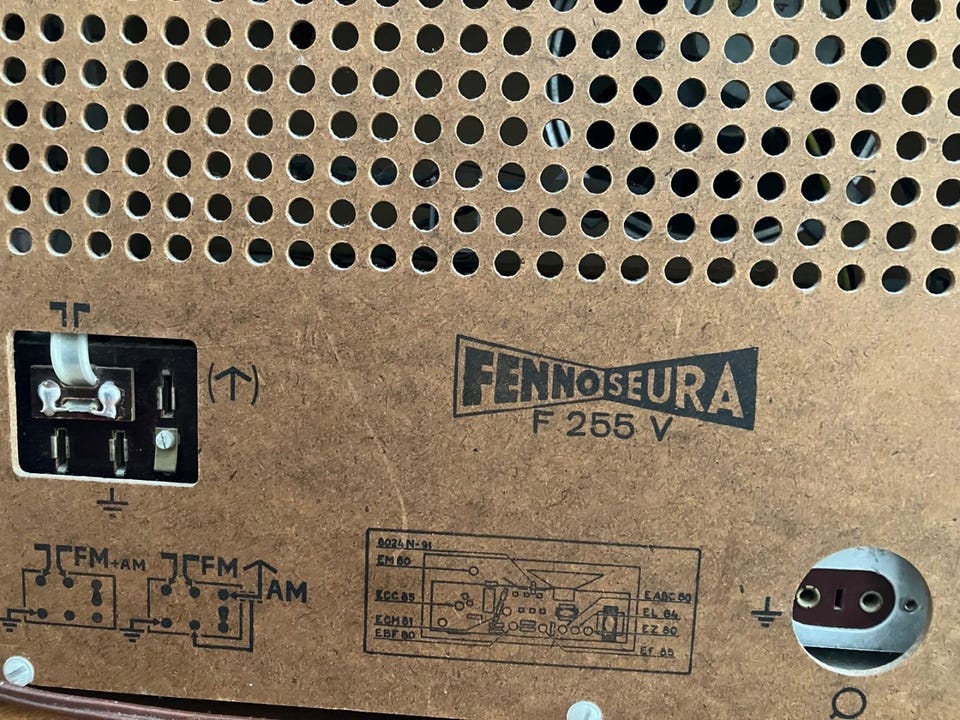 FENNOSEURA
F 255 V
8024 N-91
EM 80
ECC 85
ECM 81
EBF 80
EABC 80
EL 84
EZ 80
EF 85
FM+AM
FM
AM